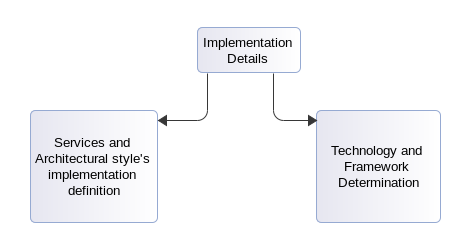 Implementation
Details
Services and
Architectural style's
implementation
definition
Technology and
Framework
Determination